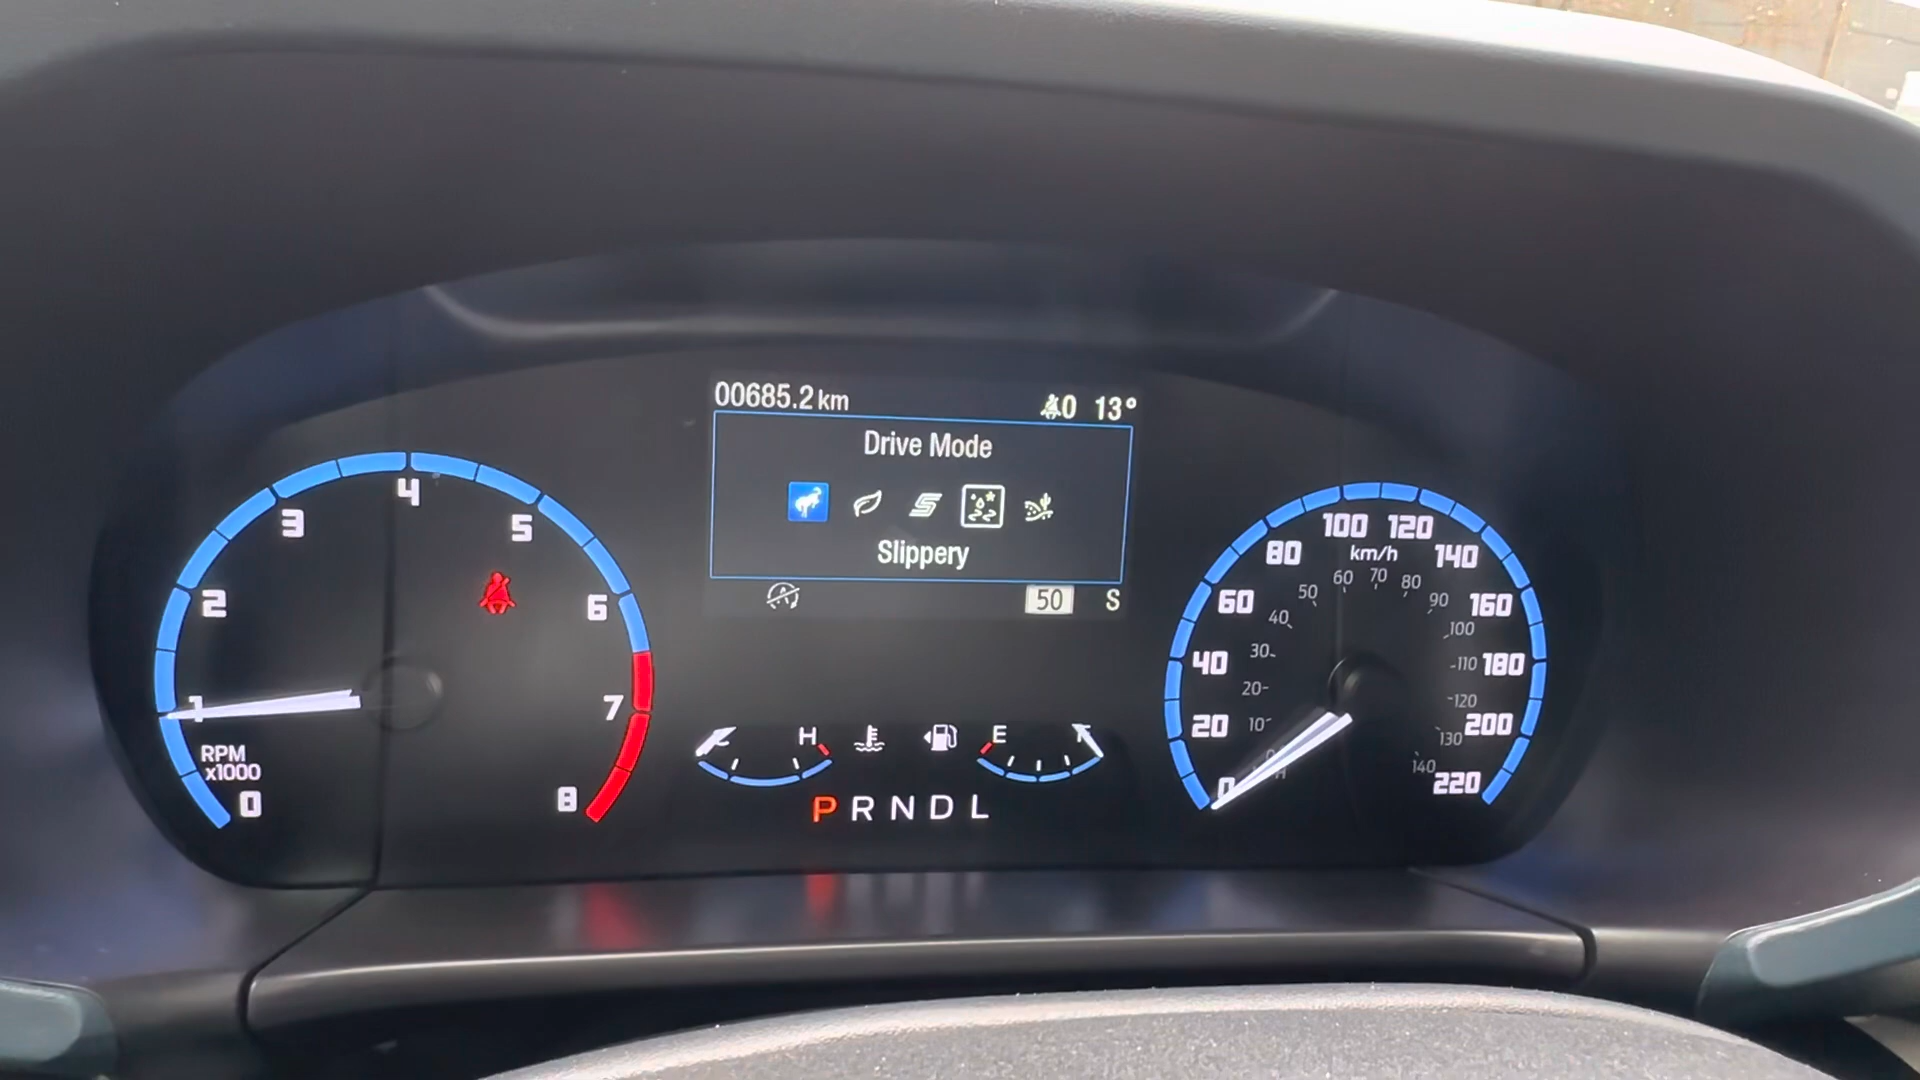 00685.2 km 0 13°
Drive Mode
Slippery
50 S
0 1 2 3 4 5 6 7 8
RPM
x1000
H E
P R N D L
0 20 40 60 80 100 120 140 160 180 200 220
km/h
10 20 30 40 50 60 70 80 90 100 110 120 130 140